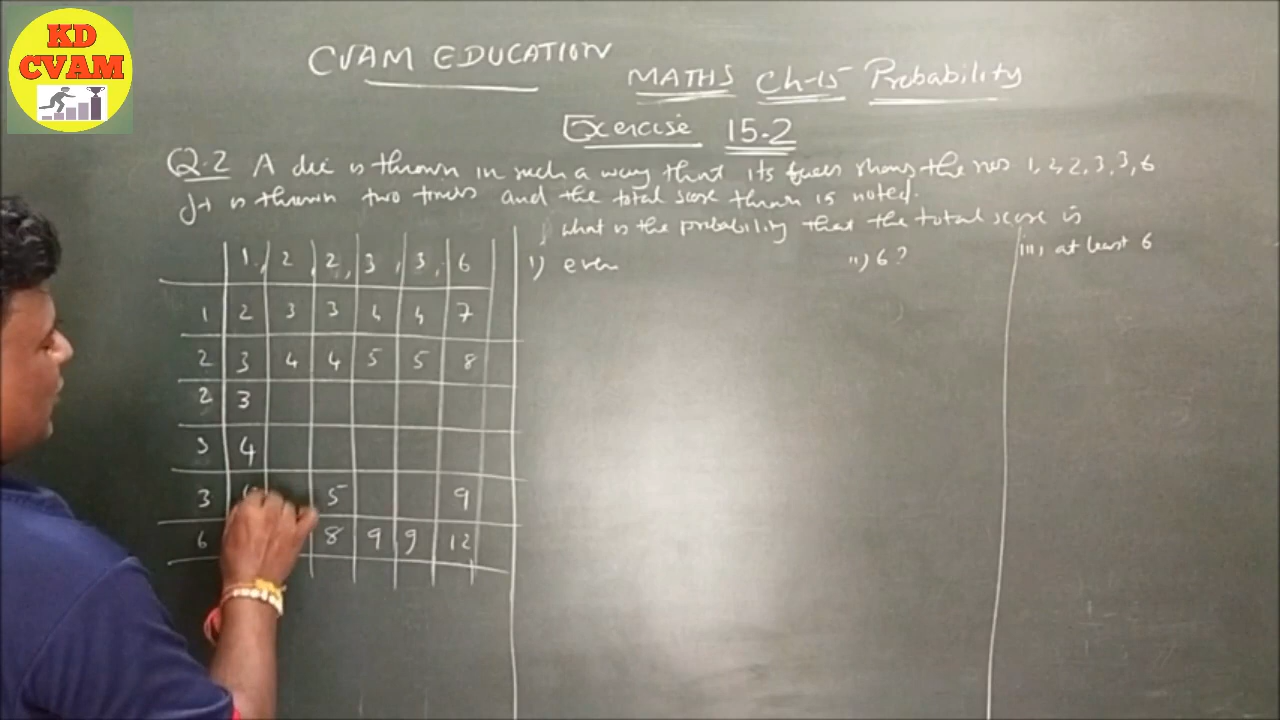 KD
CVAM
CVAM EDUCATION
MATHS Ch-15 Probability
Exercise 15.2
Q.2 A die is thrown in such a way that its faces shows the nos 1, 2, 2, 3, 3, 6
It is thrown two times and the total score thrown is noted.
what is the probability that the total score is
i) even ii) 6? iii) at least 6
1, 2, 2, 3, 3, 6
1 2 3 3 4 4 7
2 3 4 4 5 5 8
2 3
3 4
3 5 9
6 8 9 9 12